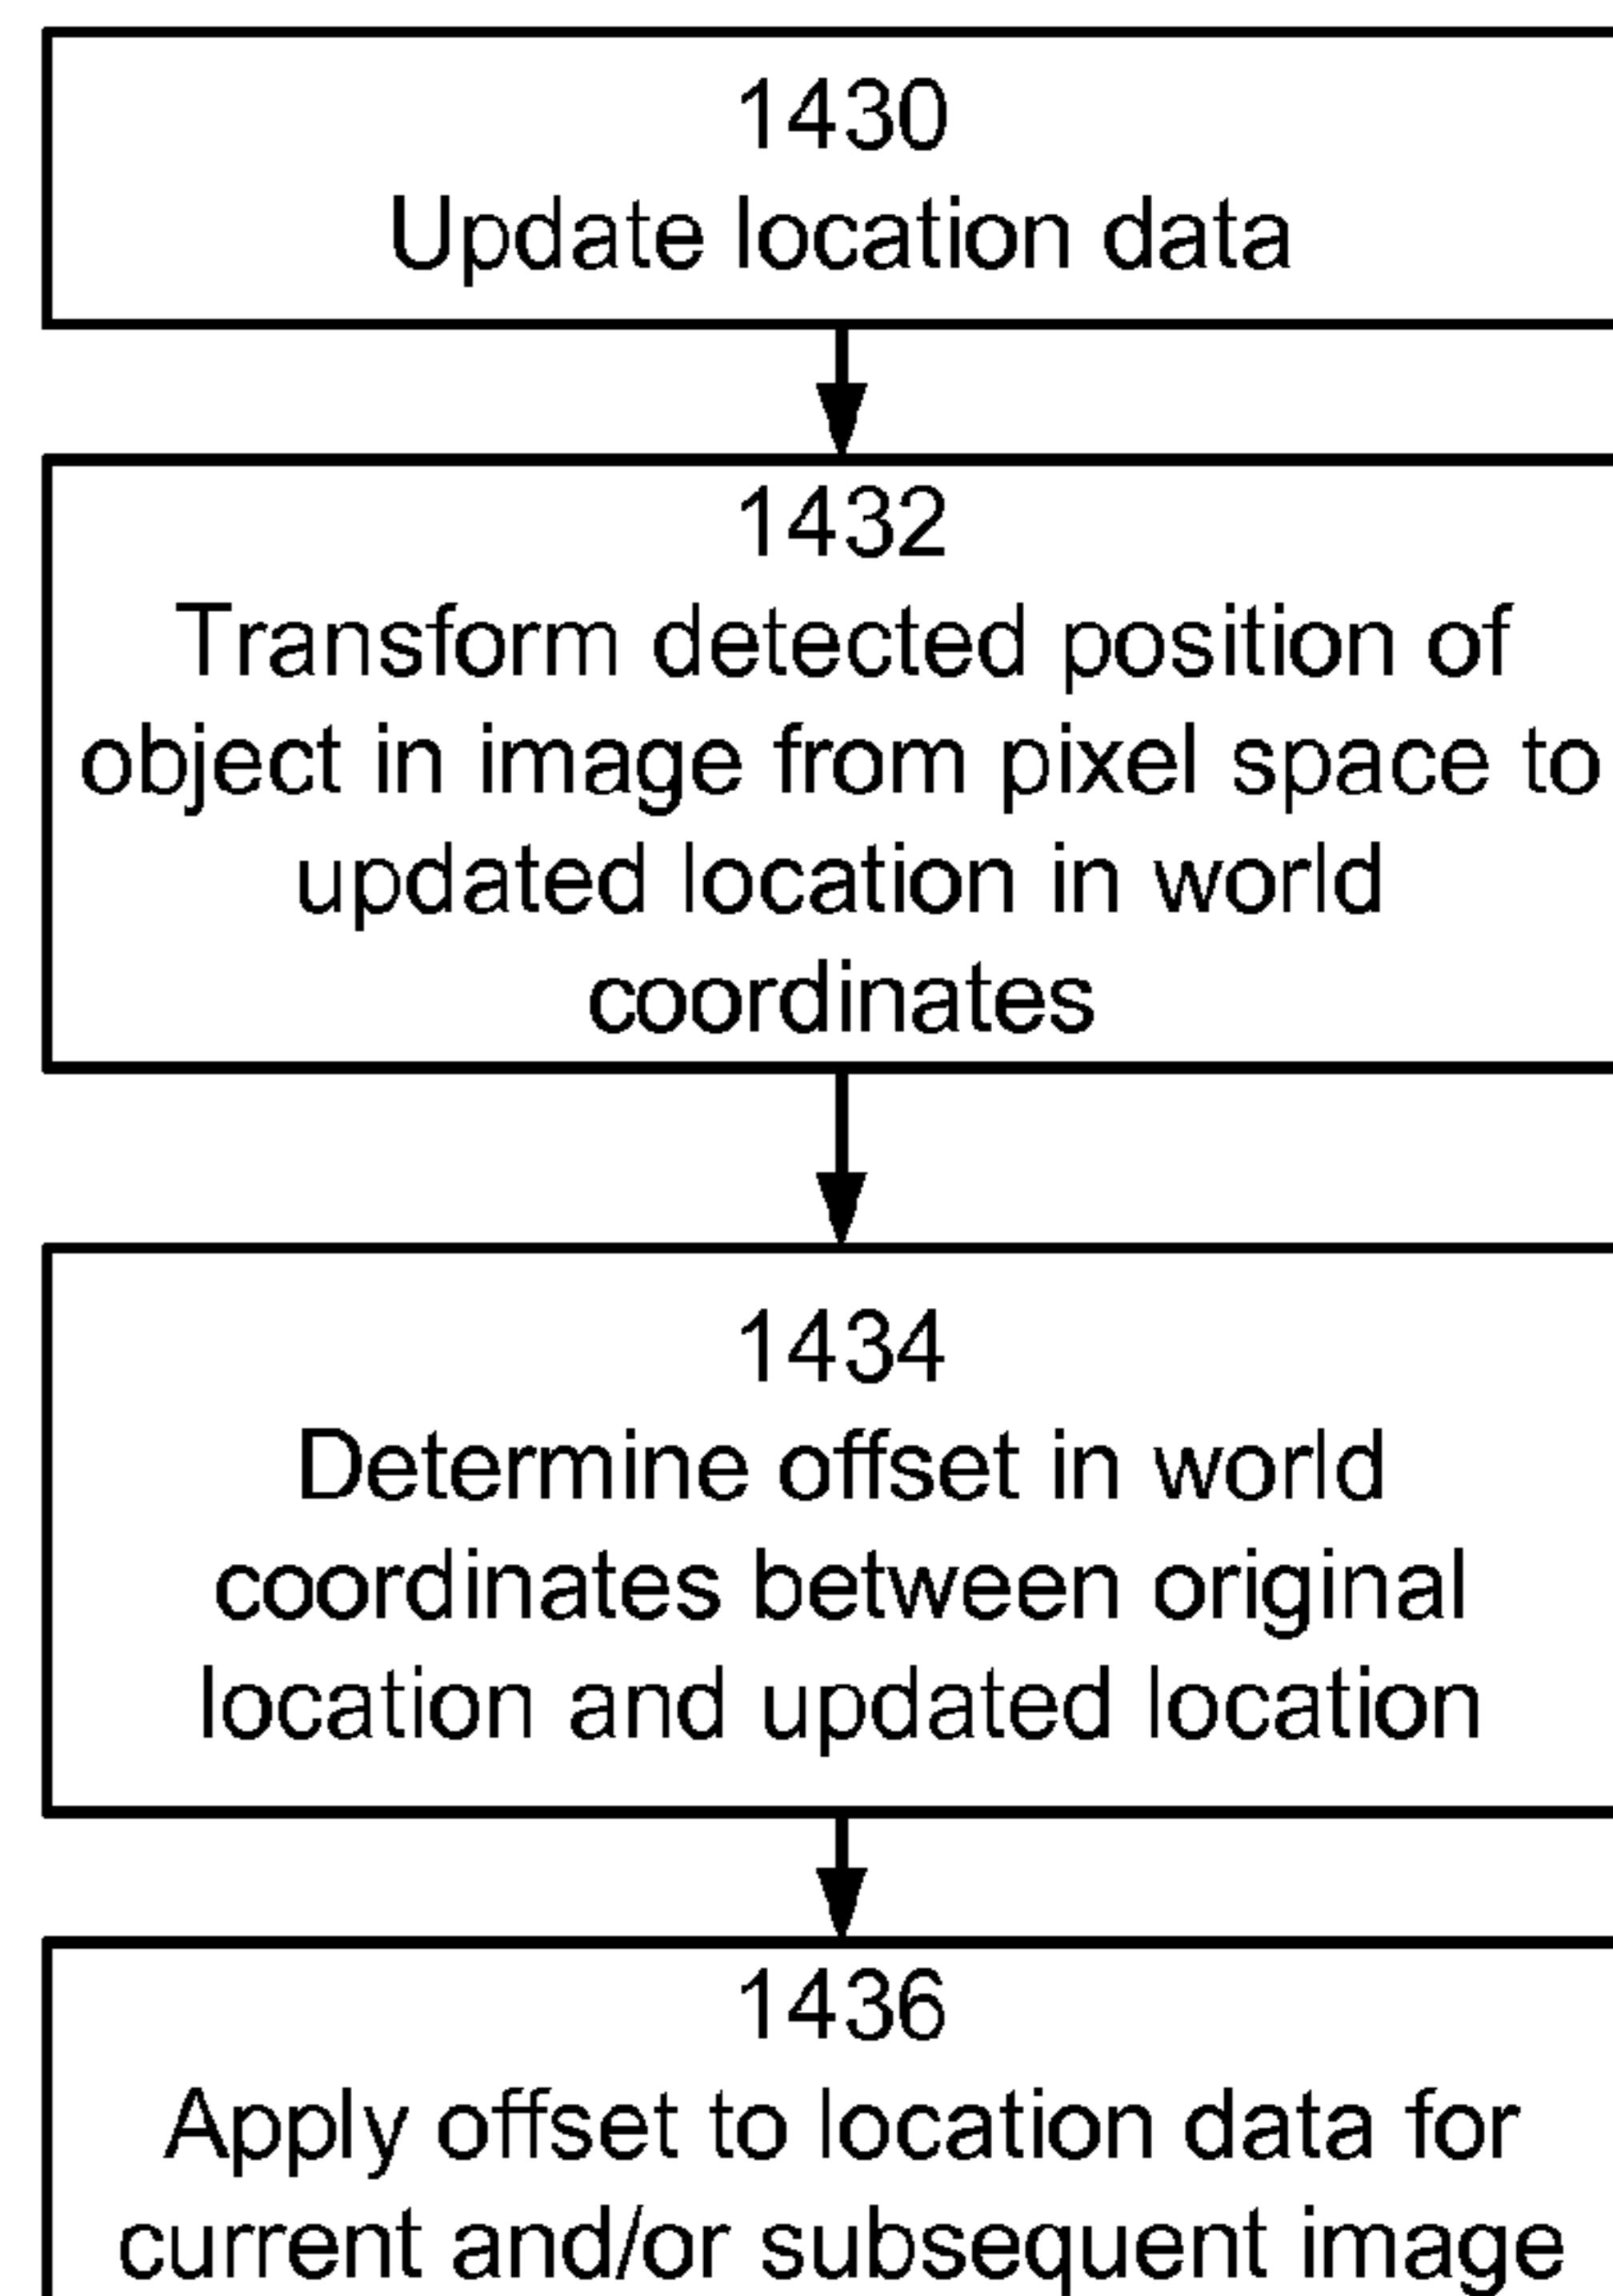 1430
Update location data
1432
Transform detected position of
object in image from pixel space to
updated location in world
coordinates
1434
Determine offset in world
coordinates between original
location and updated location
1436
Apply offset to location data for
current and/or subsequent image